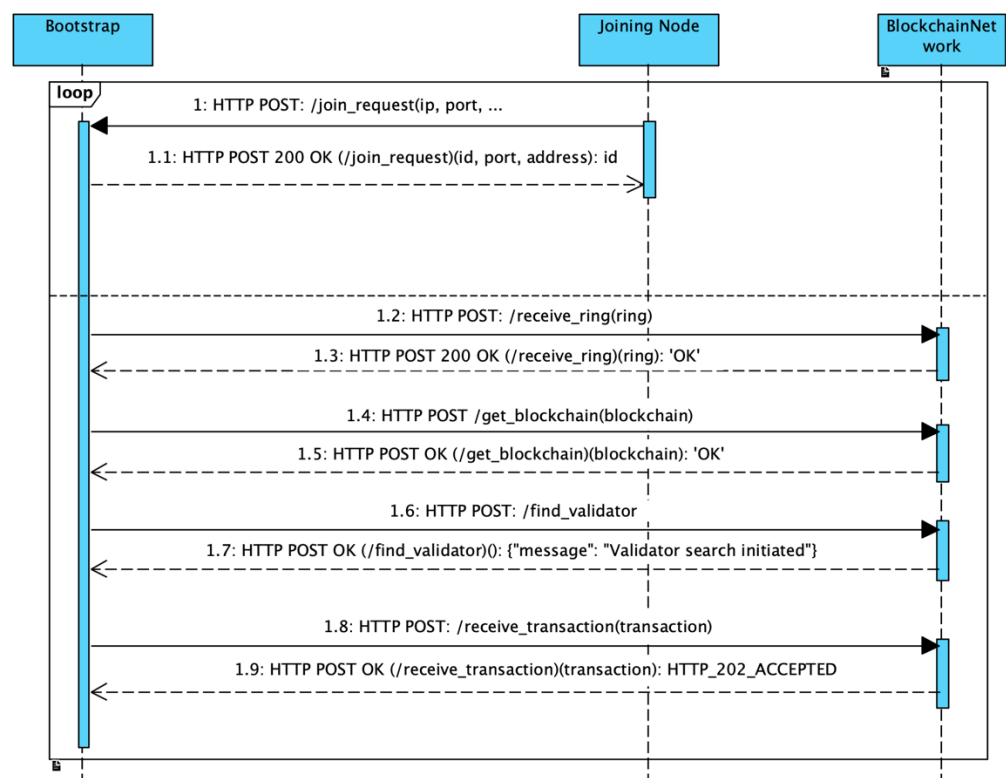 Bootstrap
Joining Node
BlockchainNet
work
loop
1: HTTP POST: /join_request(ip, port, ...
1.1: HTTP POST 200 OK (/join_request)(id, port, address): id
1.2: HTTP POST: /receive_ring(ring)
1.3: HTTP POST 200 OK (/receive_ring)(ring): 'OK'
1.4: HTTP POST /get_blockchain(blockchain)
1.5: HTTP POST OK (/get_blockchain)(blockchain): 'OK'
1.6: HTTP POST: /find_validator
1.7: HTTP POST OK (/find_validator)(): {"message": "Validator search initiated"}
1.8: HTTP POST: /receive_transaction(transaction)
1.9: HTTP POST OK (/receive_transaction)(transaction): HTTP_202_ACCEPTED